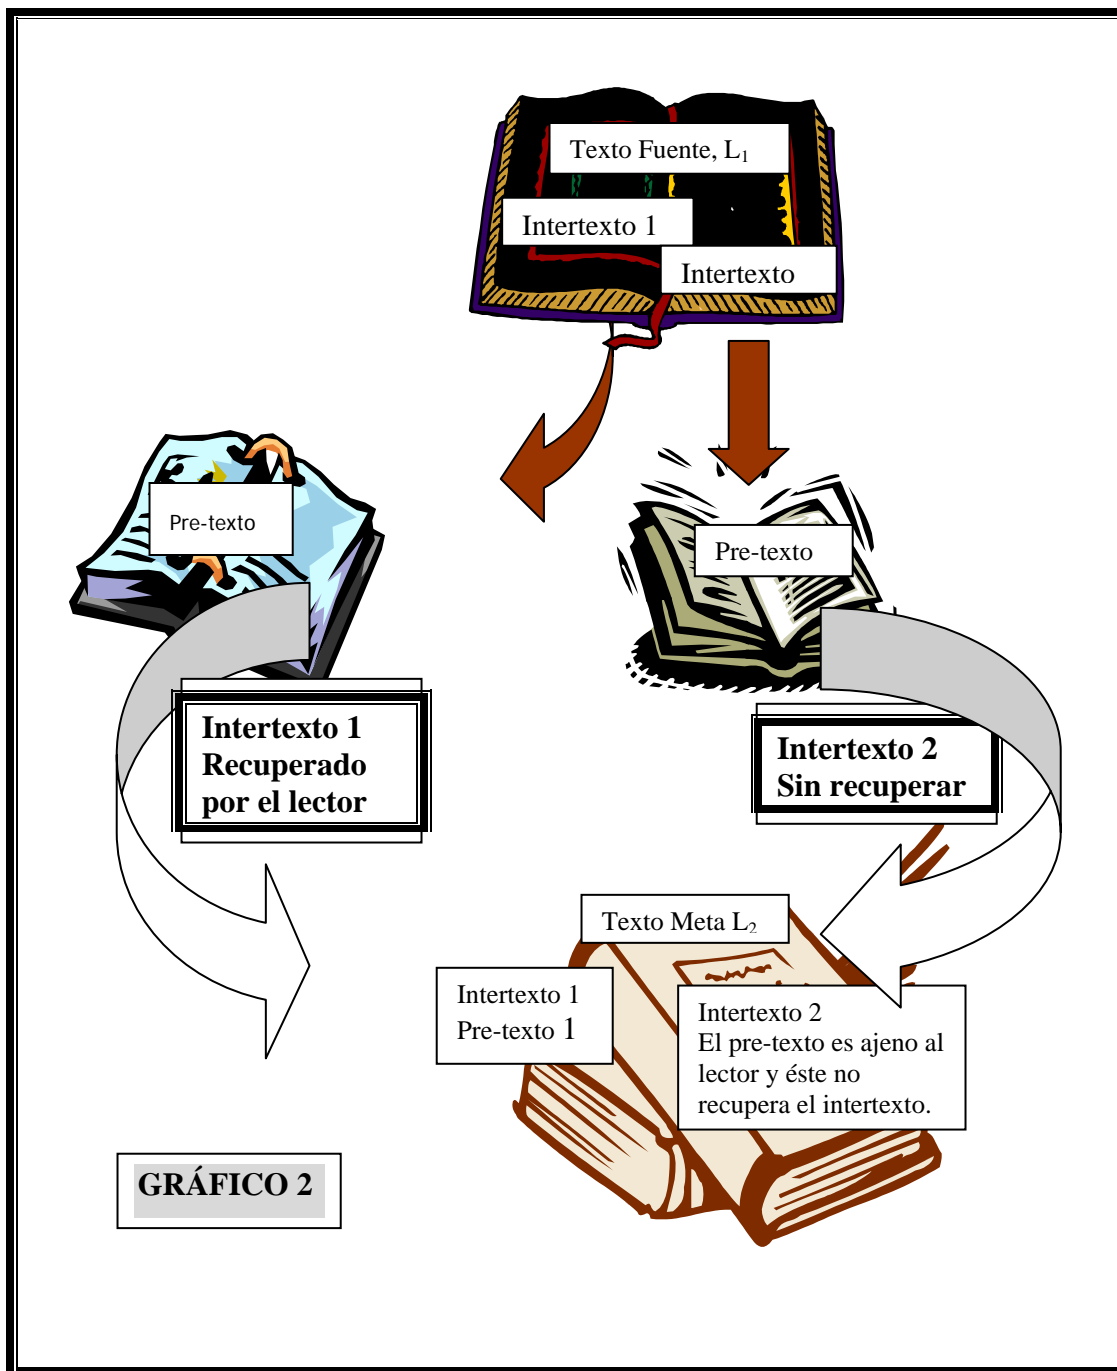 Texto Fuente, L₁
Intertexto 1
Intertexto
Pre-texto
Pre-texto
Intertexto 1
Recuperado
por el lector
Intertexto 2
Sin recuperar
Texto Meta L₂
Intertexto 1
Pre-texto 1
Intertexto 2
El pre-texto es ajeno al
lector y éste no
recupera el intertexto.
GRÁFICO 2